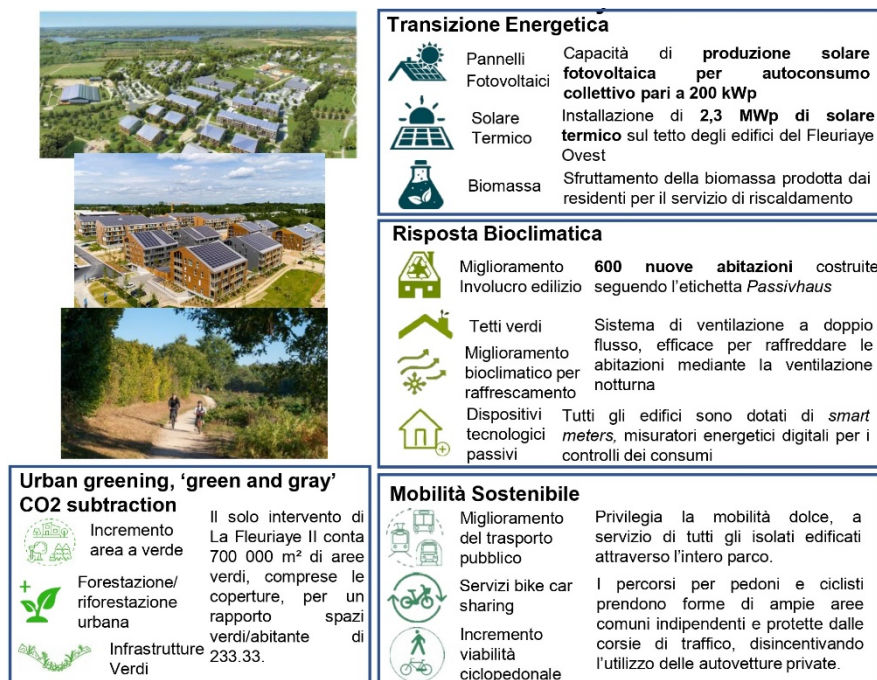 Transizione Energetica
Pannelli
Fotovoltaici
Capacità di produzione solare
fotovoltaica per autoconsumo
collettivo pari a 200 kWp
Solare
Termico
Installazione di 2,3 MWp di solare
termico sul tetto degli edifici del Fleuriaye
Ovest
Biomassa
Sfruttamento della biomassa prodotta dai
residenti per il servizio di riscaldamento
Risposta Bioclimatica
Miglioramento
Involucro edilizio
600 nuove abitazioni costruite
seguendo l'etichetta Passivhaus
Tetti verdi
Miglioramento
bioclimatico per
raffrescamento
Sistema di ventilazione a doppio
flusso, efficace per raffreddare le
abitazioni mediante la ventilazione
notturna
Dispositivi
tecnologici
passivi
Tutti gli edifici sono dotati di smart
meters, misuratori energetici digitali per i
controlli dei consumi
Urban greening, 'green and gray'
CO2 subtraction
Incremento
area a verde
Forestazione/
riforestazione
urbana
Infrastrutture
Verdi
Il solo intervento di
La Fleuriaye II conta
700 000 m² di aree
verdi, comprese le
coperture, per un
rapporto spazi
verdi/abitante di
233.33.
Mobilità Sostenibile
Miglioramento
del trasporto
pubblico
Privilegia la mobilità dolce, a
servizio di tutti gli isolati edificati
attraverso l'intero parco.
Servizi bike car
sharing
Incremento
viabilità
ciclopedonale
I percorsi per pedoni e ciclisti
prendono forme di ampie aree
comuni indipendenti e protette dalle
corsie di traffico, disincentivando
l'utilizzo delle autovetture private.